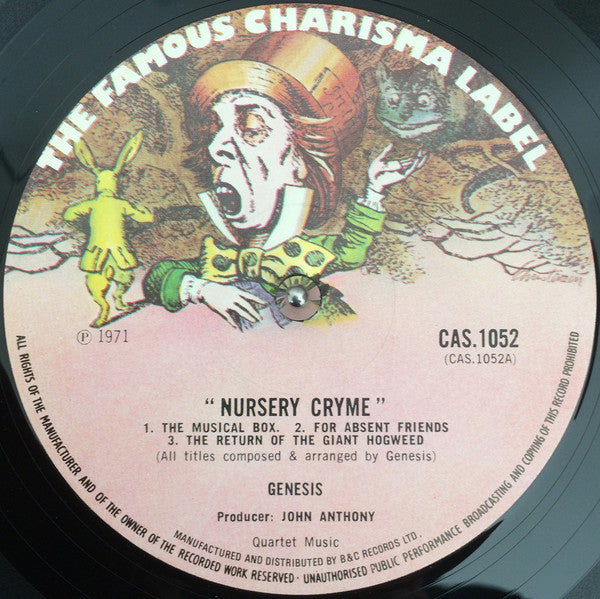 THE FAMOUS CHARISMA LABEL
Ⓟ 1971
CAS.1052
(CAS.1052A)
"NURSERY CRYME"
1. THE MUSICAL BOX. 2. FOR ABSENT FRIENDS
3. THE RETURN OF THE GIANT HOGWEED
(All titles composed & arranged by Genesis)
GENESIS
Producer: JOHN ANTHONY
Quartet Music
MANUFACTURED AND DISTRIBUTED BY B&C RECORDS LTD.
ALL RIGHTS OF THE MANUFACTURER AND OF THE OWNER OF THE RECORDED WORK RESERVED · UNAUTHORISED PUBLIC PERFORMANCE BROADCASTING AND COPYING OF THIS RECORD PROHIBITED